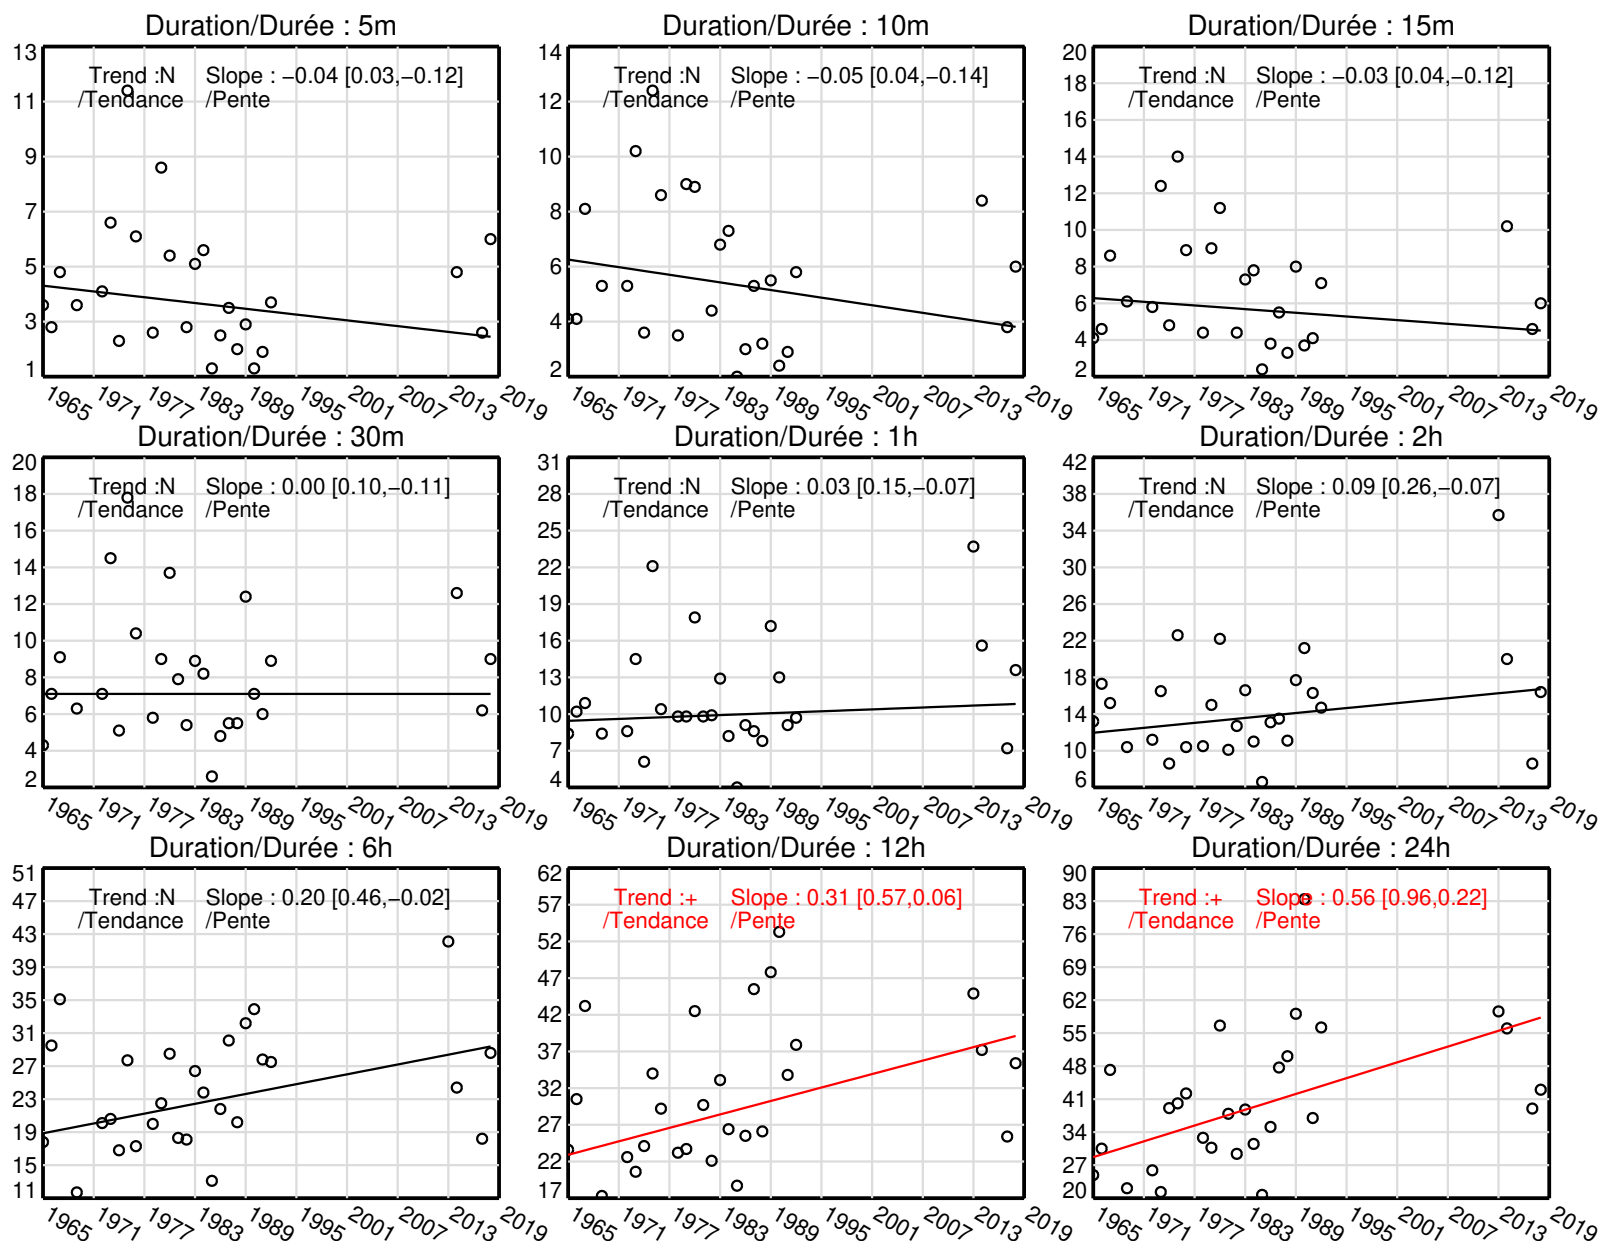 Duration/Durée : 5m
Trend :N Slope : −0.04 [0.03,−0.12]
/Tendance /Pente
13
11
9
7
5
3
1
1965 1971 1977 1983 1989 1995 2001 2007 2013 2019
Duration/Durée : 10m
Trend :N Slope : −0.05 [0.04,−0.14]
/Tendance /Pente
14
12
10
8
6
4
2
1965 1971 1977 1983 1989 1995 2001 2007 2013 2019
Duration/Durée : 15m
Trend :N Slope : −0.03 [0.04,−0.12]
/Tendance /Pente
20
18
16
14
12
10
8
6
4
2
1965 1971 1977 1983 1989 1995 2001 2007 2013 2019
Duration/Durée : 30m
Trend :N Slope : 0.00 [0.10,−0.11]
/Tendance /Pente
20
18
16
14
12
10
8
6
4
2
1965 1971 1977 1983 1989 1995 2001 2007 2013 2019
Duration/Durée : 1h
Trend :N Slope : 0.03 [0.15,−0.07]
/Tendance /Pente
31
28
25
22
19
16
13
10
7
4
1965 1971 1977 1983 1989 1995 2001 2007 2013 2019
Duration/Durée : 2h
Trend :N Slope : 0.09 [0.26,−0.07]
/Tendance /Pente
42
38
34
30
26
22
18
14
10
6
1965 1971 1977 1983 1989 1995 2001 2007 2013 2019
Duration/Durée : 6h
Trend :N Slope : 0.20 [0.46,−0.02]
/Tendance /Pente
51
47
43
39
35
31
27
23
19
15
11
1965 1971 1977 1983 1989 1995 2001 2007 2013 2019
Duration/Durée : 12h
Trend :+ Slope : 0.31 [0.57,0.06]
/Tendance /Pente
62
57
52
47
42
37
32
27
22
17
1965 1971 1977 1983 1989 1995 2001 2007 2013 2019
Duration/Durée : 24h
Trend :+ Slope : 0.56 [0.96,0.22]
/Tendance /Pente
90
83
76
69
62
55
48
41
34
27
20
1965 1971 1977 1983 1989 1995 2001 2007 2013 2019